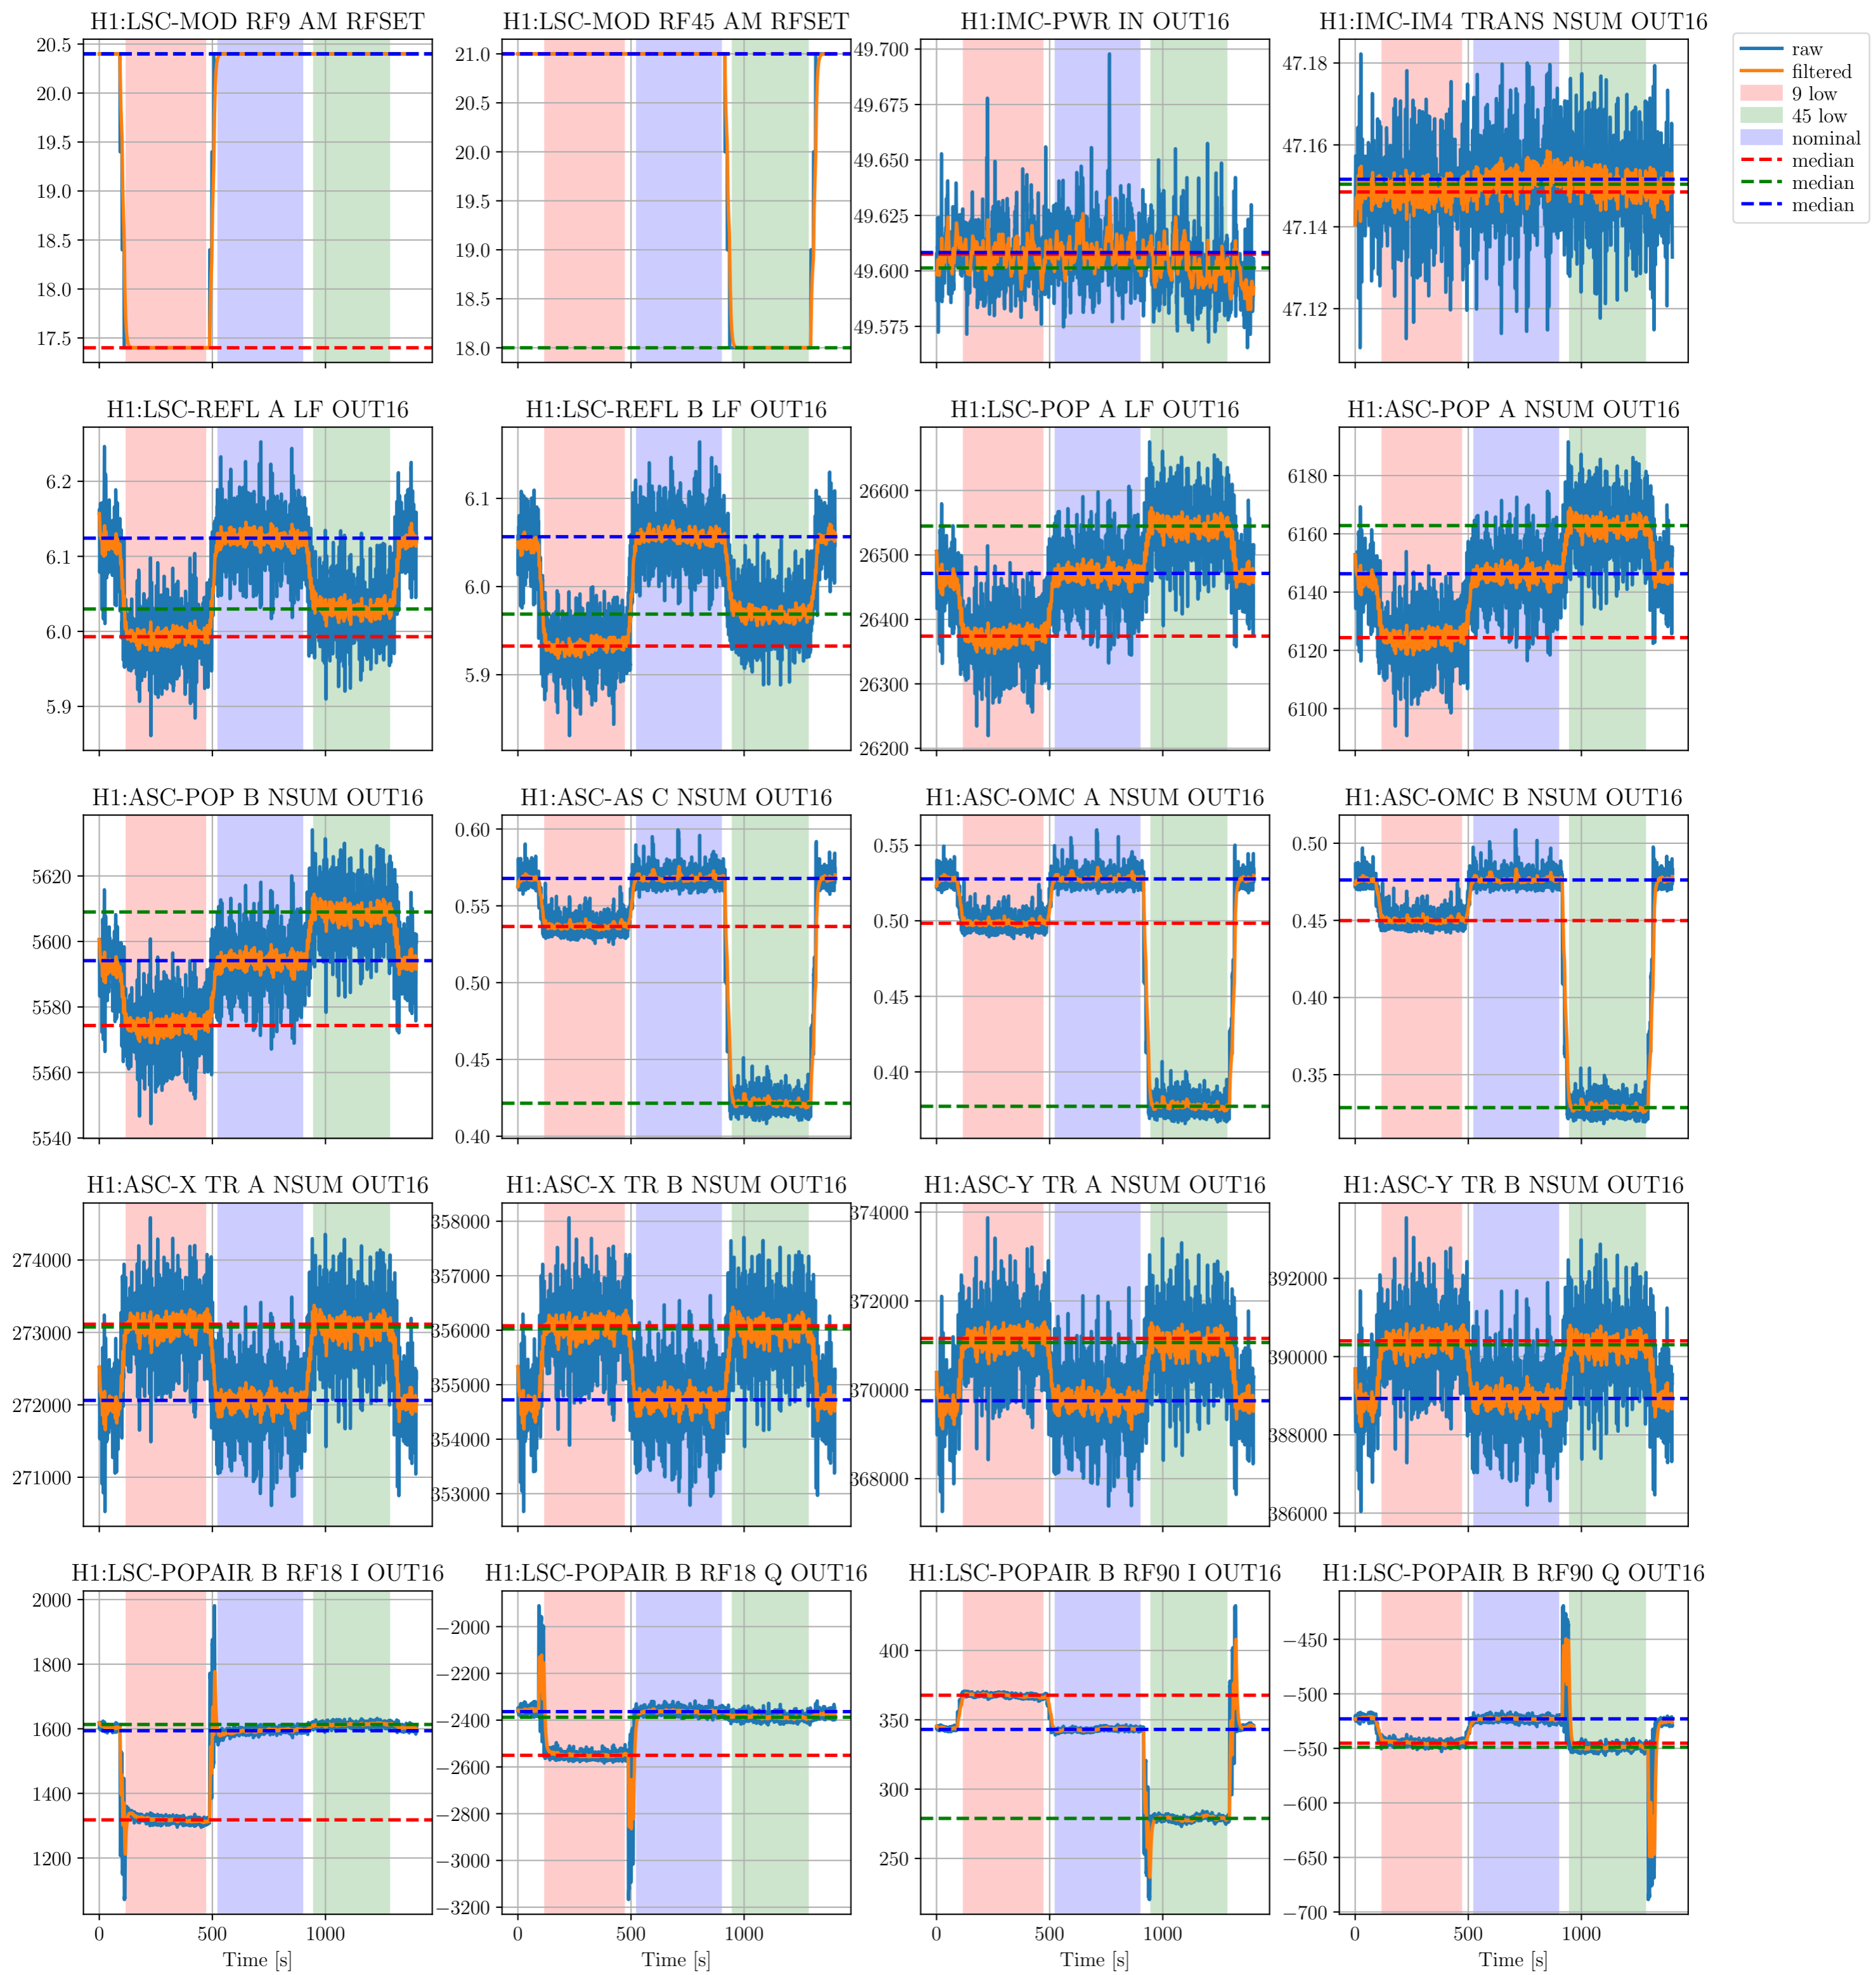 H1:LSC-MOD RF9 AM RFSET
H1:LSC-MOD RF45 AM RFSET
H1:IMC-PWR IN OUT16
H1:IMC-IM4 TRANS NSUM OUT16
20.5
20.0
19.5
19.0
18.5
18.0
17.5
21.0
20.5
20.0
19.5
19.0
18.5
18.0
49.700
49.675
49.650
49.625
49.600
49.575
47.18
47.16
47.14
47.12
raw
filtered
9 low
45 low
nominal
median
median
median
H1:LSC-REFL A LF OUT16
H1:LSC-REFL B LF OUT16
H1:LSC-POP A LF OUT16
H1:ASC-POP A NSUM OUT16
6.2
6.1
6.0
5.9
6.1
6.0
5.9
26600
26500
26400
26300
26200
6180
6160
6140
6120
6100
H1:ASC-POP B NSUM OUT16
H1:ASC-AS C NSUM OUT16
H1:ASC-OMC A NSUM OUT16
H1:ASC-OMC B NSUM OUT16
5620
5600
5580
5560
5540
0.60
0.55
0.50
0.45
0.40
0.55
0.50
0.45
0.40
0.50
0.45
0.40
0.35
H1:ASC-X TR A NSUM OUT16
H1:ASC-X TR B NSUM OUT16
H1:ASC-Y TR A NSUM OUT16
H1:ASC-Y TR B NSUM OUT16
274000
273000
272000
271000
358000
357000
356000
355000
354000
353000
374000
372000
370000
368000
392000
390000
388000
386000
H1:LSC-POPAIR B RF18 I OUT16
H1:LSC-POPAIR B RF18 Q OUT16
H1:LSC-POPAIR B RF90 I OUT16
H1:LSC-POPAIR B RF90 Q OUT16
2000
1800
1600
1400
1200
−2000
−2200
−2400
−2600
−2800
−3000
−3200
400
350
300
250
−450
−500
−550
−600
−650
−700
0 500 1000
0 500 1000
0 500 1000
0 500 1000
Time [s]
Time [s]
Time [s]
Time [s]